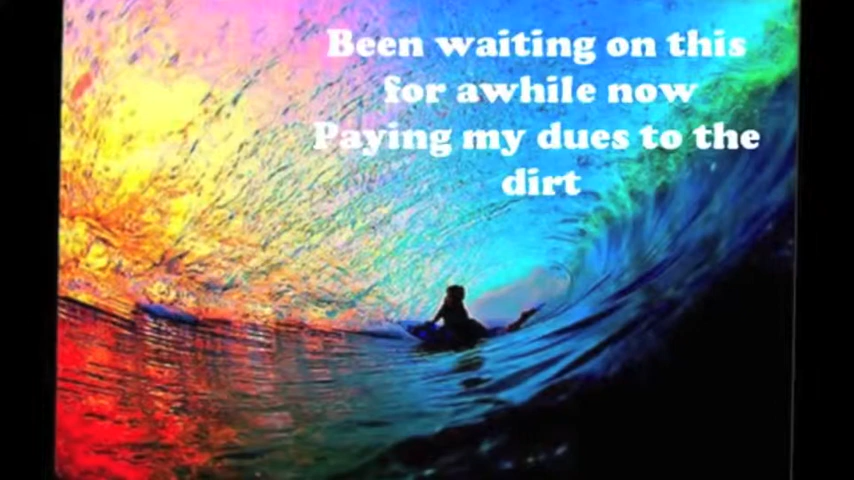 Been waiting on this
for awhile now
Paying my dues to the
dirt